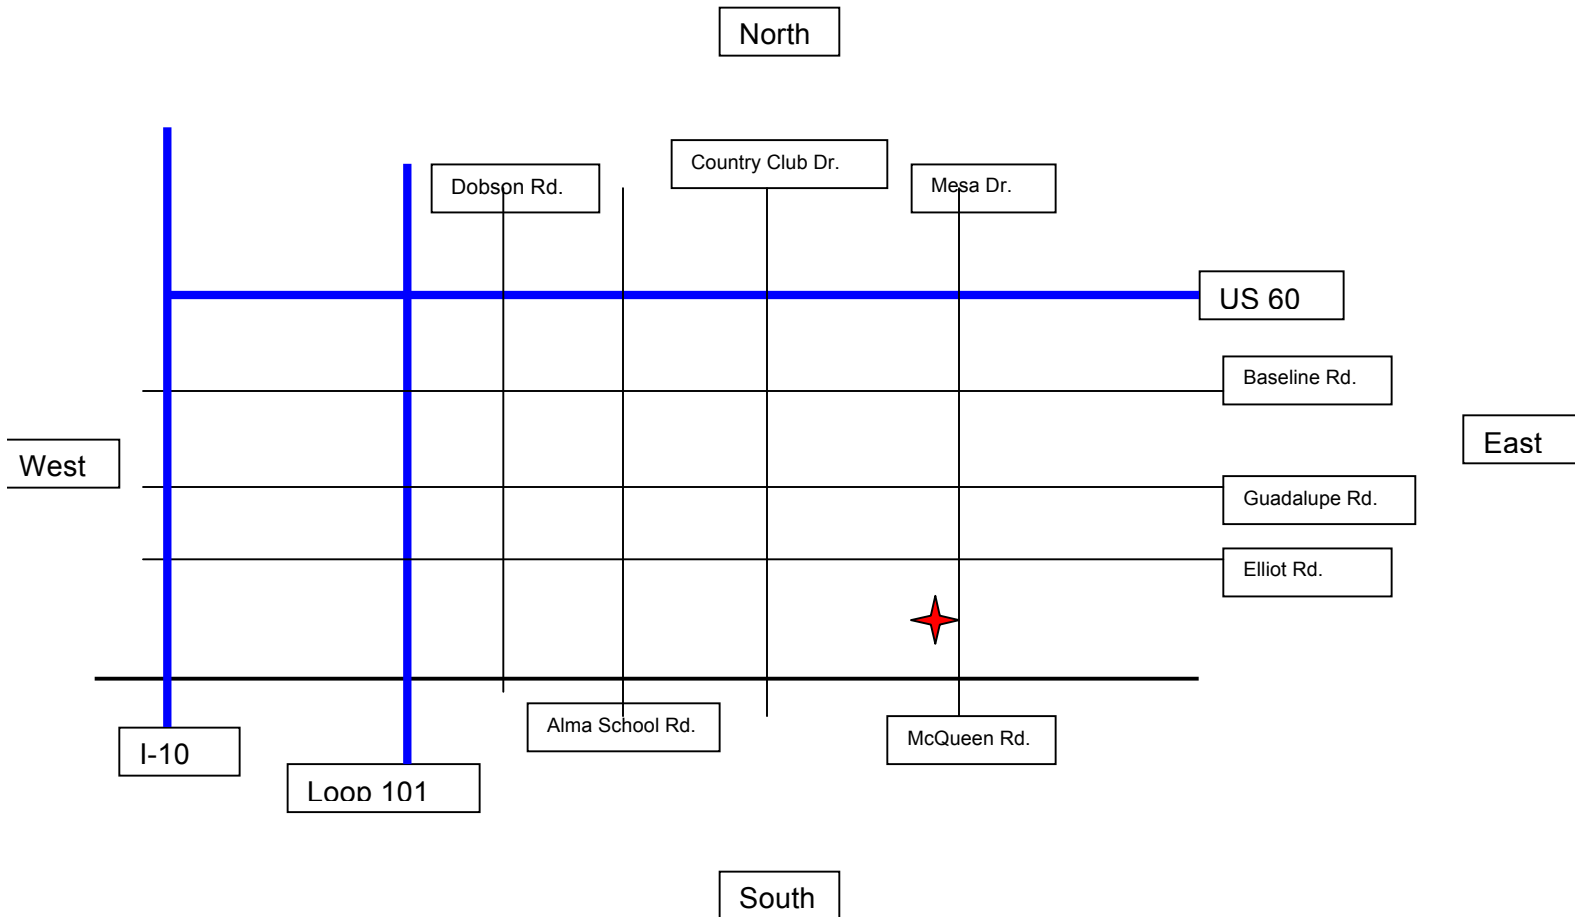 North
Country Club Dr.
Dobson Rd.
Mesa Dr.
US 60
Baseline Rd.
West
East
Guadalupe Rd.
Elliot Rd.
Alma School Rd.
McQueen Rd.
I-10
Loop 101
South